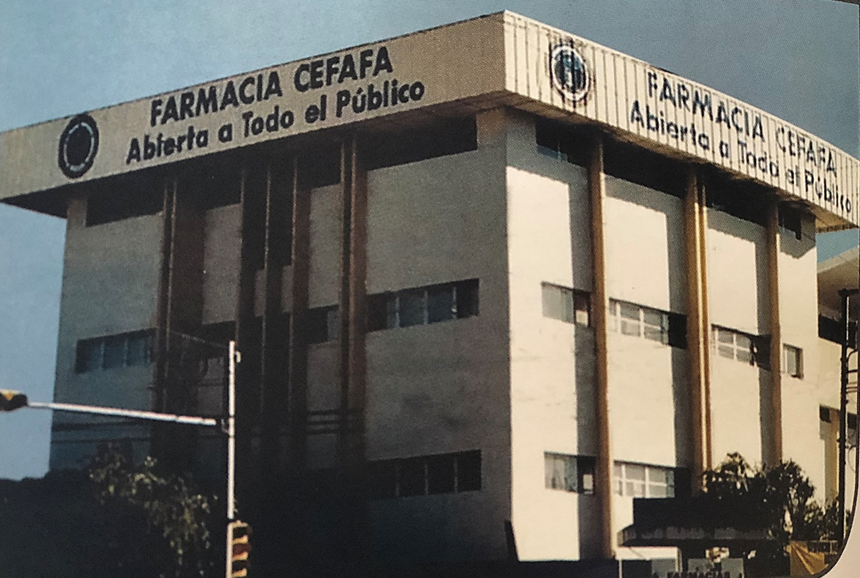 FARMACIA CEFAFA
Abierta a Todo el Público
FARMACIA CEFAFA
Abierta a Todo el Público